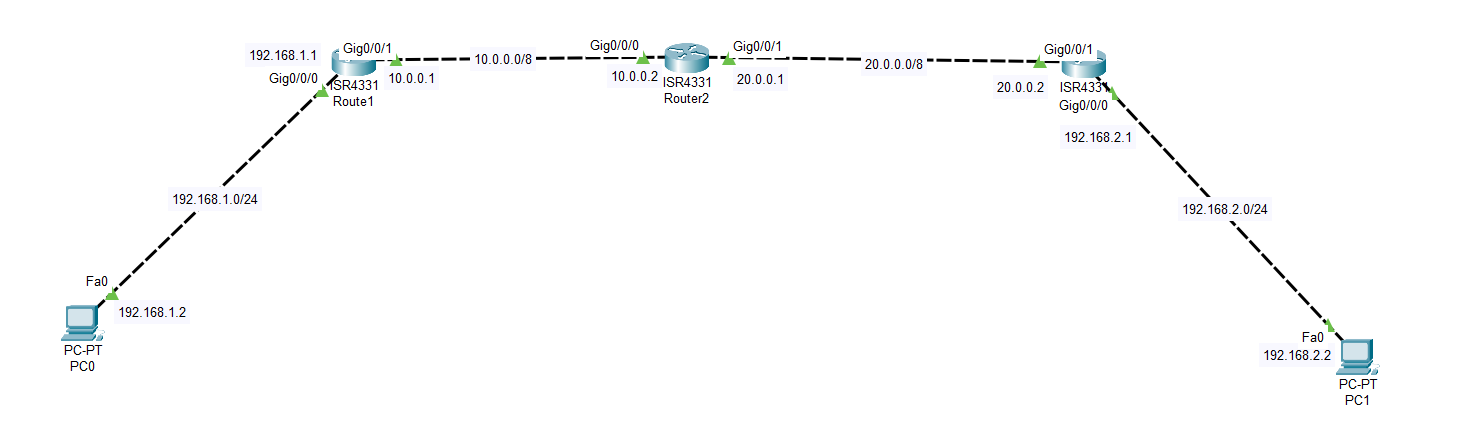 192.168.1.1
Gig0/0/1
Gig0/0/0
ISR4331
Route1
10.0.0.1
10.0.0.0/8
Gig0/0/0
10.0.0.2
ISR4331
Router2
Gig0/0/1
20.0.0.1
20.0.0.0/8
Gig0/0/1
20.0.0.2
ISR433
Gig0/0/0
192.168.2.1
192.168.1.0/24
192.168.2.0/24
Fa0
192.168.1.2
PC-PT
PC0
Fa0
192.168.2.2
PC-PT
PC1